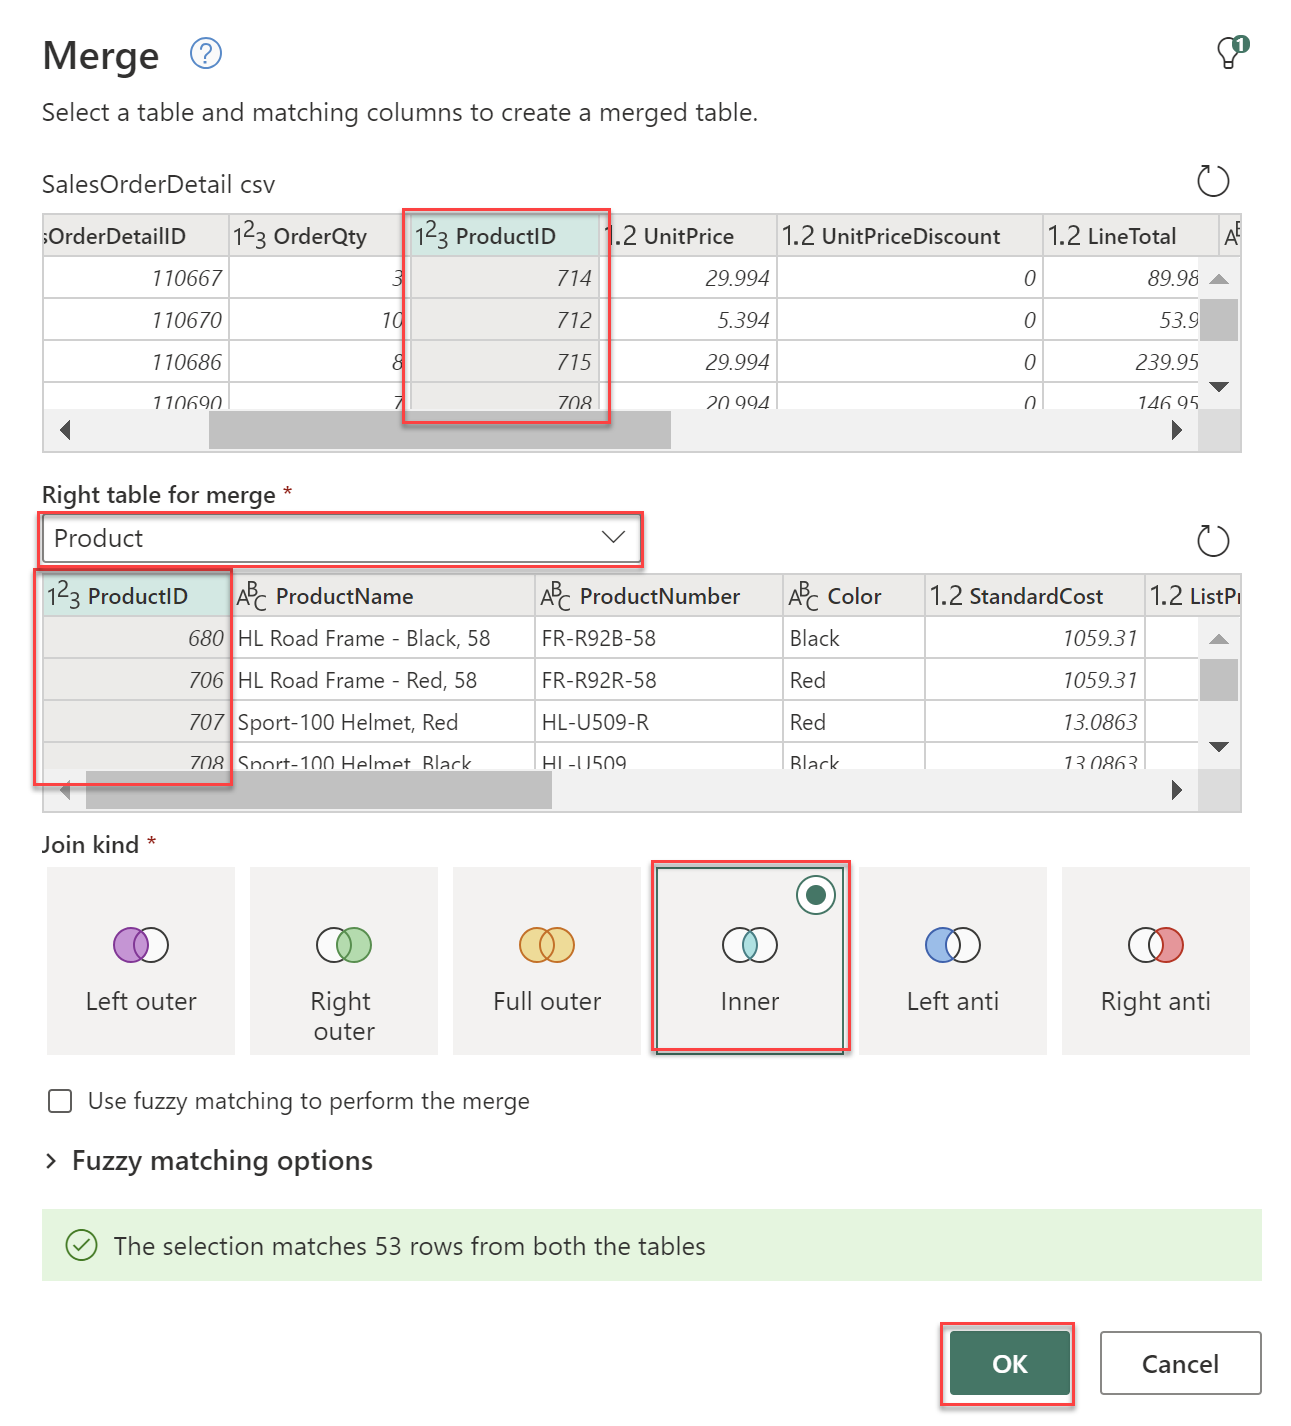 Merge ?
1
Select a table and matching columns to create a merged table.
SalesOrderDetail csv
sOrderDetailID 123 OrderQty 123 ProductID 1.2 UnitPrice 1.2 UnitPriceDiscount 1.2 LineTotal AB
110667 3 714 29.994 0 89.98
110670 10 712 5.394 0 53.9
110686 8 715 29.994 0 239.95
110690 7 708 20.994 0 146.95
Right table for merge *
Product
123 ProductID ABC ProductName ABC ProductNumber ABC Color 1.2 StandardCost 1.2 ListPr
680 HL Road Frame - Black, 58 FR-R92B-58 Black 1059.31
706 HL Road Frame - Red, 58 FR-R92R-58 Red 1059.31
707 Sport-100 Helmet, Red HL-U509-R Red 13.0863
708 Sport-100 Helmet, Black HL-U509 Black 13.0863
Join kind *
Left outer Right outer Full outer Inner Left anti Right anti
Use fuzzy matching to perform the merge
Fuzzy matching options
The selection matches 53 rows from both the tables
OK Cancel